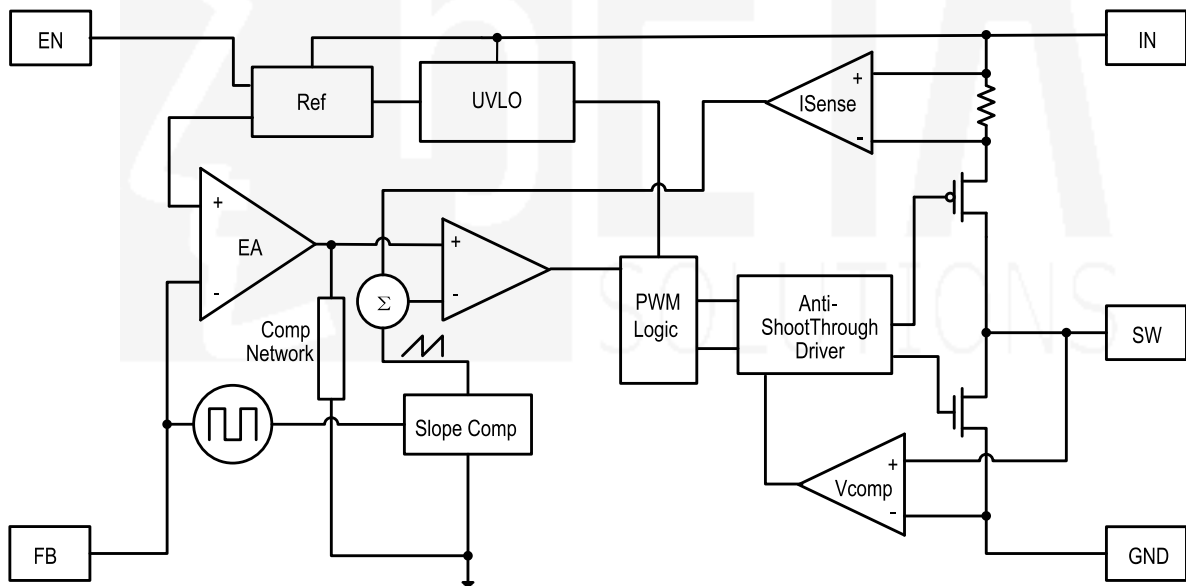 EN
IN
Ref
UVLO
+
ISense
-
+
EA
-
+
-
Σ
Comp
Network
PWM
Logic
Anti-
ShootThrough
Driver
SW
Slope Comp
+
Vcomp
-
FB
GND
SOLUTIONS